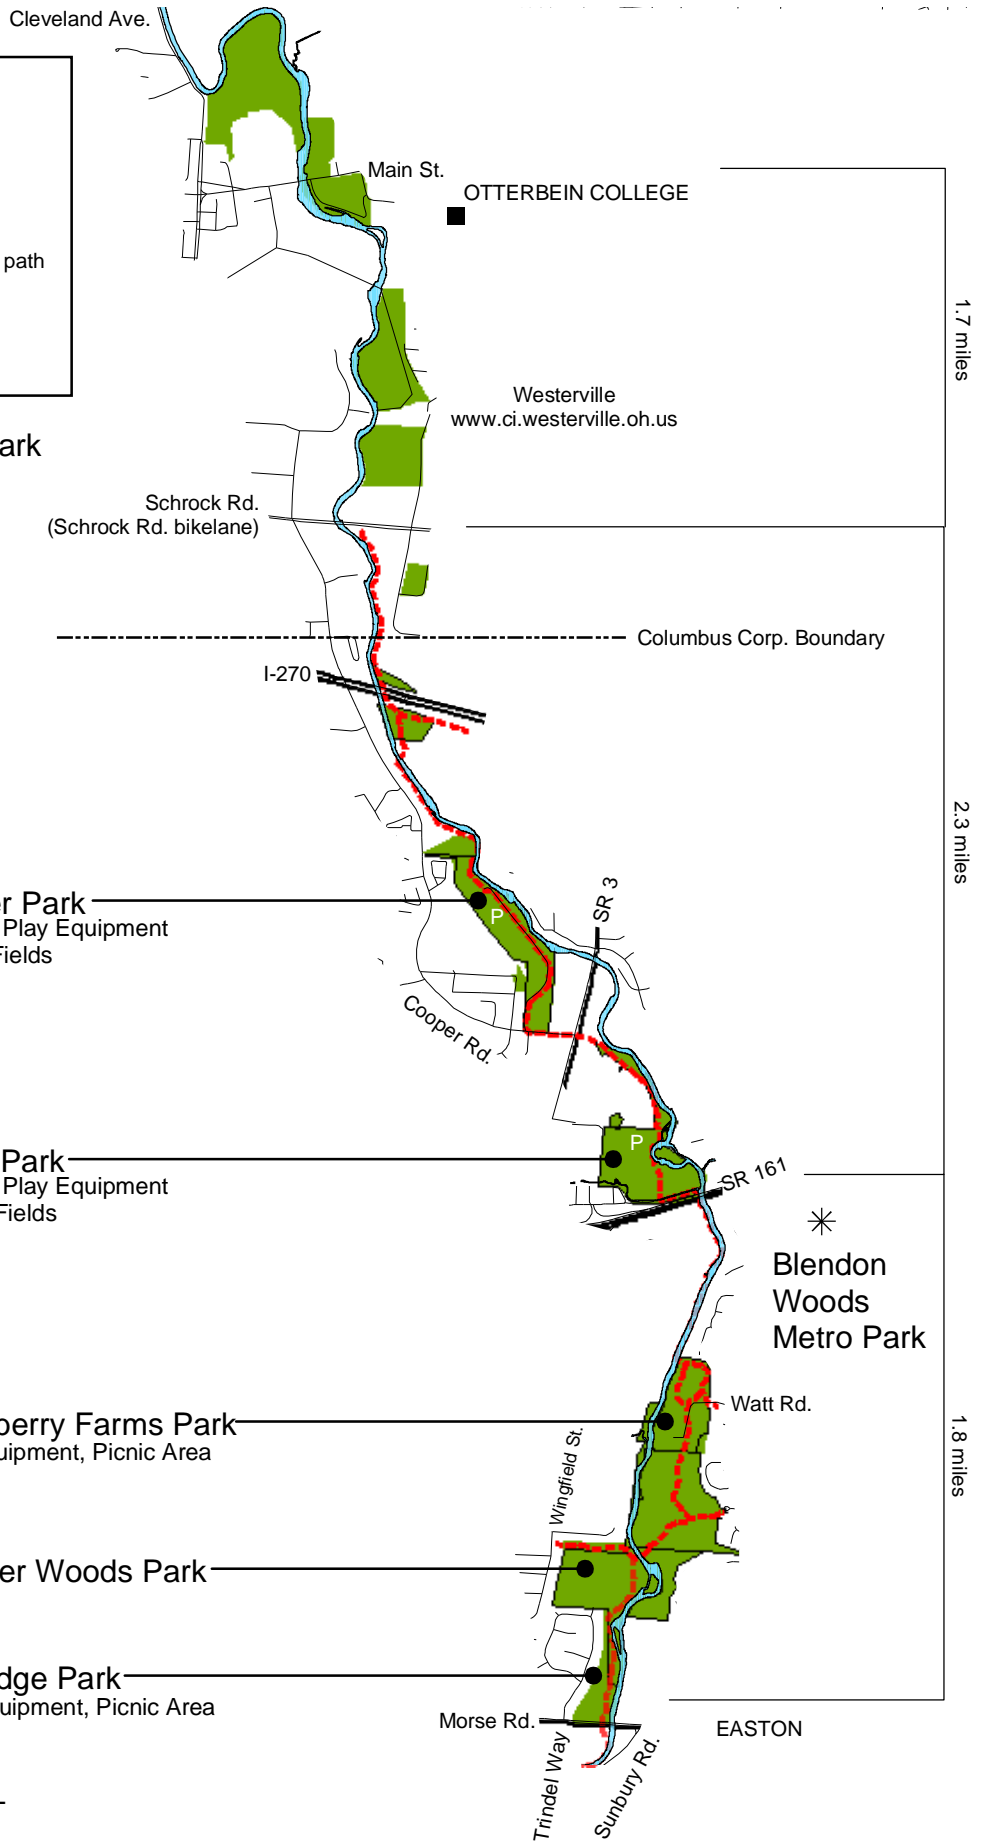 Cleveland Ave.
Main St.
OTTERBEIN COLLEGE
path
1.7 miles
Westerville
www.ci.westerville.oh.us
ark
Schrock Rd.
(Schrock Rd. bikelane)
Columbus Corp. Boundary
I-270
2.3 miles
er Park
Play Equipment
Fields
P
SR 3
Cooper Rd.
Park
Play Equipment
Fields
P
SR 161
Blendon
Woods
Metro Park
berry Farms Park
uipment, Picnic Area
Watt Rd.
1.8 miles
Wingfield St.
er Woods Park
dge Park
uipment, Picnic Area
Morse Rd.
EASTON
Trindel Way
Sunbury Rd.